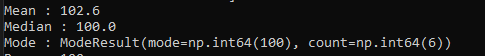 Mean : 102.6
Median : 100.0
Mode : ModeResult(mode=np.int64(100), count=np.int64(6))